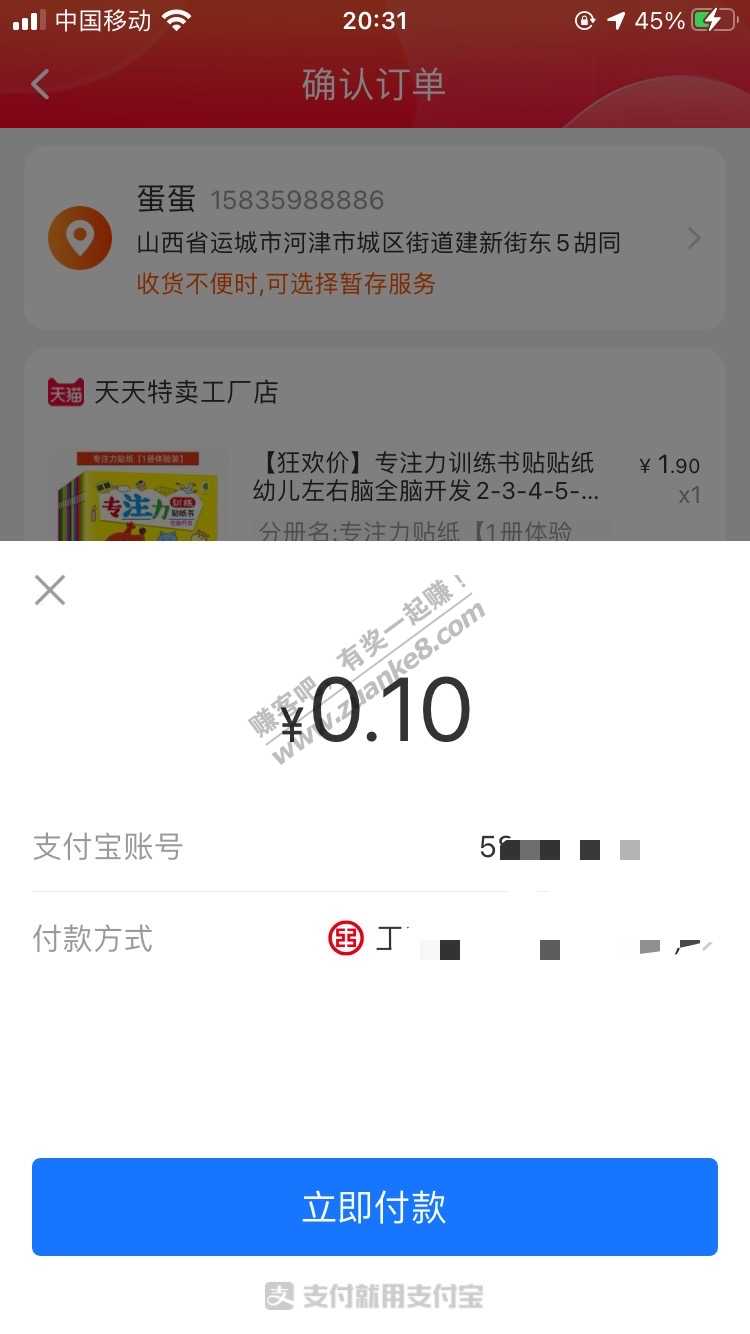 中国移动
20:31
45%
确认订单
蛋蛋 15835988886
山西省运城市河津市城区街道建新街东5胡同
收货不便时,可选择暂存服务
天猫 天天特卖工厂店
专注力贴纸【1册体验装】
专注力
训练
贴纸书
【狂欢价】专注力训练书贴贴纸
幼儿左右脑全脑开发2-3-4-5-...
¥ 1.90
x1
分册名:专注力贴纸【1册体验
赚客吧，有奖一起赚！
www.zuanke8.com
¥0.10
支付宝账号
付款方式
立即付款
支付就用支付宝